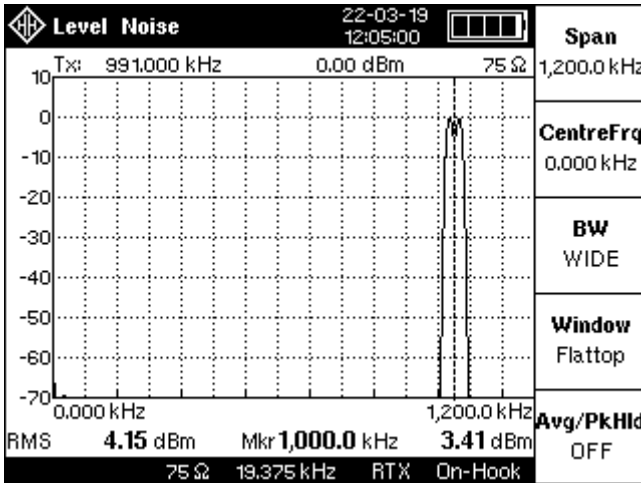 Level Noise 22-03-19
12:05:00
Tx: 991.000 kHz 0.00 dBm 75 Ω
10
0
-10
-20
-30
-40
-50
-60
-70
0.000 kHz 1,200.0 kHz
RMS 4.15 dBm Mkr 1,000.0 kHz 3.41 dBm
75 Ω 19.375 kHz RTX On-Hook
Span
1,200.0 kHz
CentreFrq
0.000 kHz
BW
WIDE
Window
Flattop
Avg/PkHld
OFF